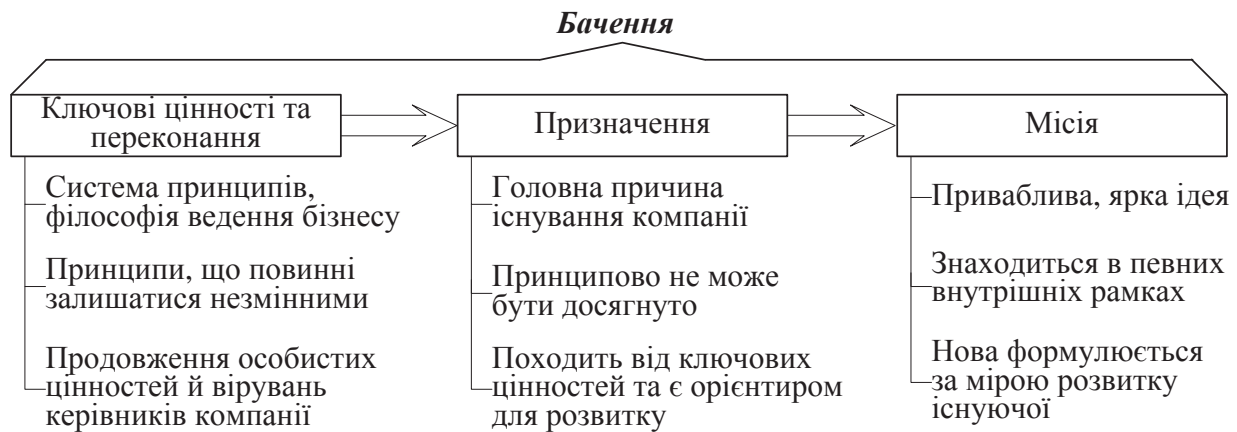 Бачення
Ключові цінності та
переконання
Призначення
Місія
Система принципів,
філософія ведення бізнесу
Принципи, що повинні
залишатися незмінними
Продовження особистих
цінностей й вірувань
керівників компанії
Головна причина
існування компанії
Принципово не може
бути досягнуто
Походить від ключових
цінностей та є орієнтиром
для розвитку
Приваблива, ярка ідея
Знаходиться в певних
внутрішніх рамках
Нова формулюється
за мірою розвитку
існуючої